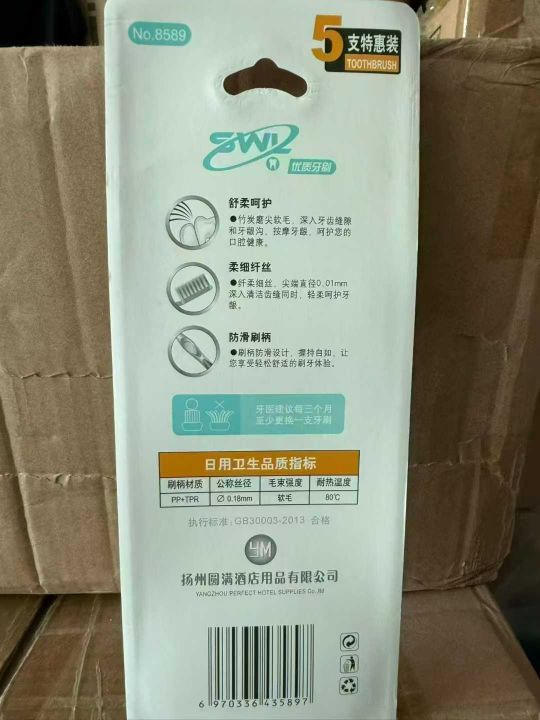 No.8589
5支特惠装
TOOTHBRUSH
SWL
优质牙刷
舒柔呵护
●竹炭磨尖软毛，深入牙齿缝隙
和牙龈沟，按摩牙龈，呵护您的
口腔健康。
柔细纤丝
●纤柔细丝，尖端直径0.01mm
深入清洁齿缝同时，轻柔呵护牙
龈。
防滑刷柄
●刷柄防滑设计，握持自如，让
您享受轻松舒适的刷牙体验。
牙医建议每三个月
至少更换一支牙刷
日用卫生品质指标
刷柄材质 公称丝径 毛束强度 耐热温度
PP+TPR ∅ 0.18mm 软毛 80℃
执行标准：GB30003-2013 合格
YM
扬州圆满酒店用品有限公司
YANGZHOU PERFECT HOTEL SUPPLIES Co.,ltd
6 970336 435897